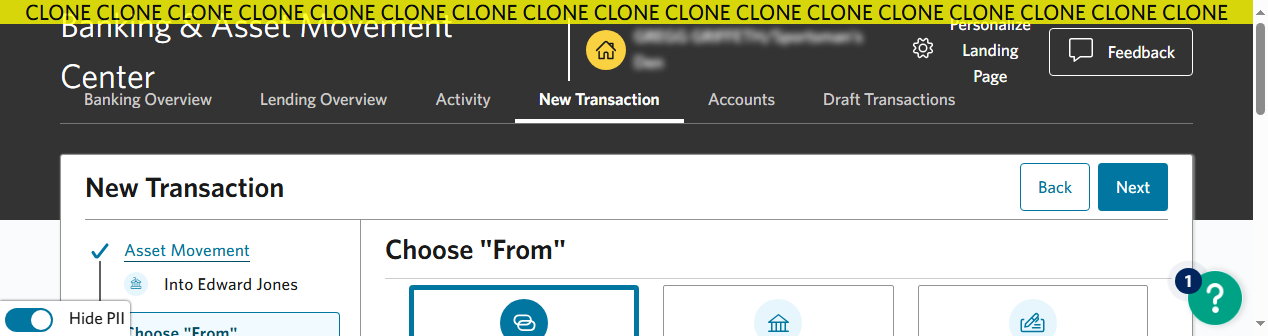 CLONE CLONE CLONE CLONE CLONE CLONE CLONE CLONE CLONE CLONE CLONE CLONE CLONE CLONE CLONE CLONE CLONE
Banking & Asset Movement
Center
Personalize
Landing
Page
Feedback
Banking Overview
Lending Overview
Activity
New Transaction
Accounts
Draft Transactions
New Transaction
Back
Next
Asset Movement
Into Edward Jones
Choose "From"
Choose "From"
1
?
Hide PII